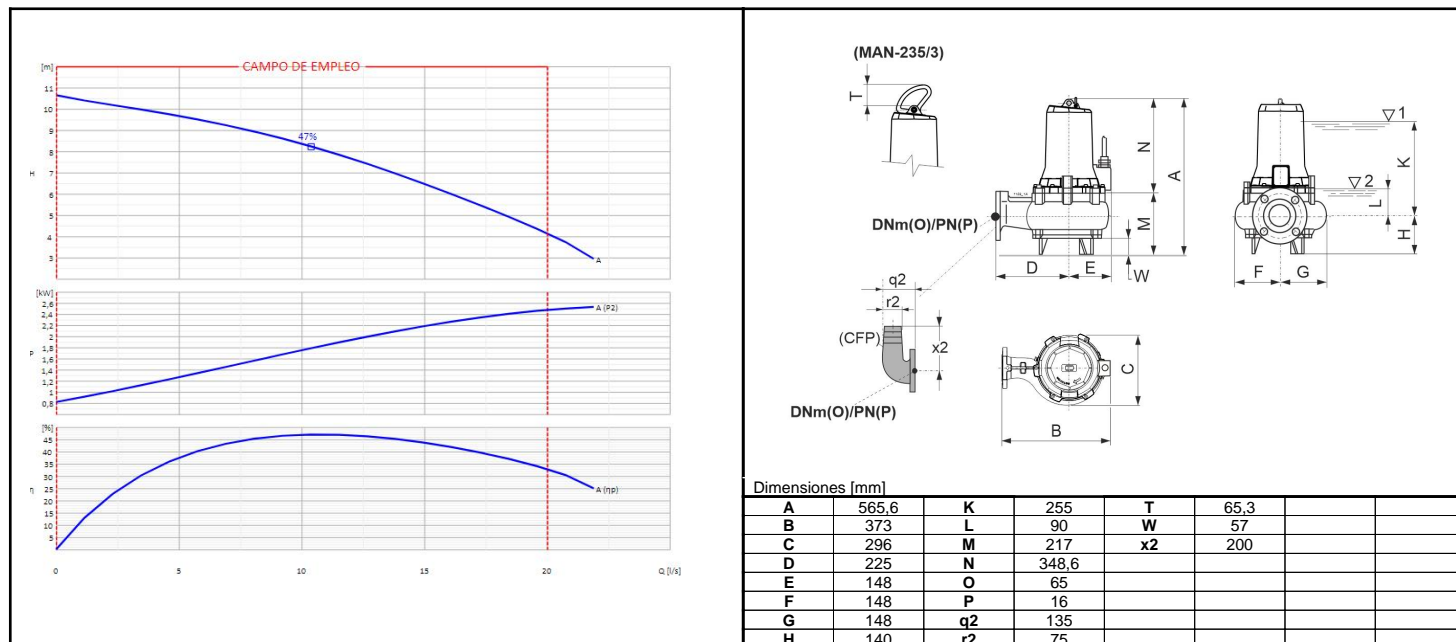 CAMPO DE EMPLEO
[m]
11
10
9
8
7
6
5
4
3
H
47%
A
[kW]
2,6
2,4
2,2
2
1,8
1,6
1,4
1,2
1
0,8
P
A (P2)
[%]
45
40
35
30
25
20
15
10
5
η
A (ηp)
0 5 10 15 20 Q [l/s]
(MAN-235/3)
T
N
A
M
W
D E
DNm(O)/PN(P)
1
2
K
L
H
F G
q2
r2
(CFP)
x2
DNm(O)/PN(P)
C
B
Dimensiones [mm]
A 565,6 K 255 T 65,3
B 373 L 90 W 57
C 296 M 217 x2 200
D 225 N 348,6
E 148 O 65
F 148 P 16
G 148 q2 135
H 140 r2 75